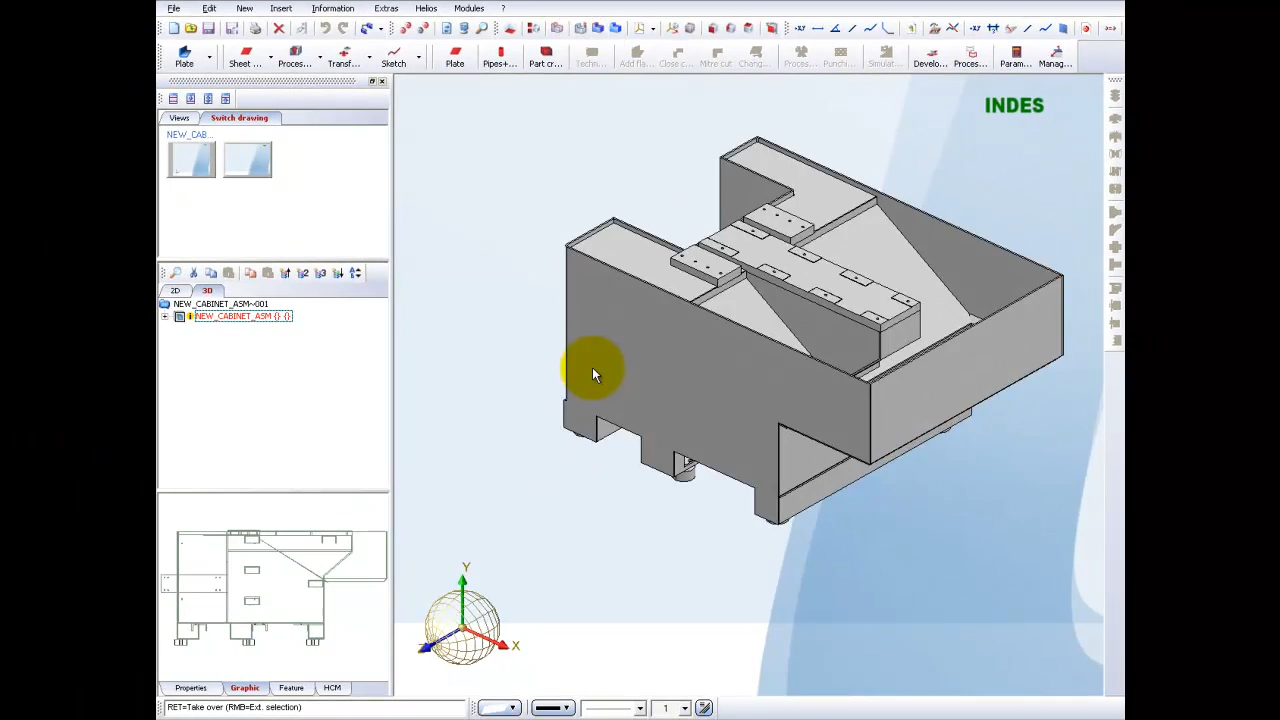 File Edit New Insert Information Extras Helios Modules ?
Plate Sheet ... Proces... Transf... Sketch Plate Pipes+... Part cr... Techn... Add fla... Close c... Mitre cut Chang... Proces... Punchi... Simulat... Develo... Proces... Param... Manag...
Views Switch drawing
NEW_CAB...
INDES
2D 3D
NEW_CABINET_ASM~001
NEW_CABINET_ASM {} {}
Y
X
Z
Properties Graphic Feature HCM
RET=Take over (RMB=Ext. selection)
1